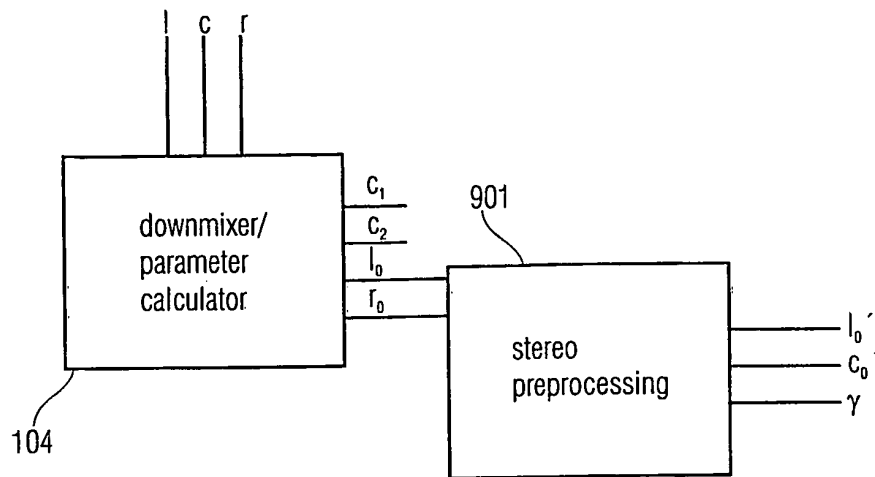 l c r
downmixer/
parameter
calculator
c₁
c₂
l₀
r₀
104
901
stereo
preprocessing
l₀´
c₀´
γ